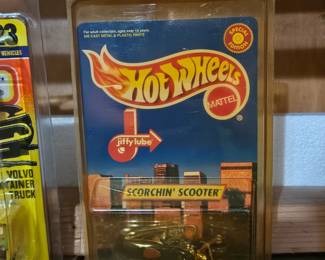 23
VEHICLES
VOLVO
TAINER
TRUCK
For adult collectors, ages over 14 years.
DIE CAST METAL & PLASTIC PARTS
SPECIAL
EDITION
HOT WHEELS
MATTEL
®
jiffy lube
SCORCHIN' SCOOTER